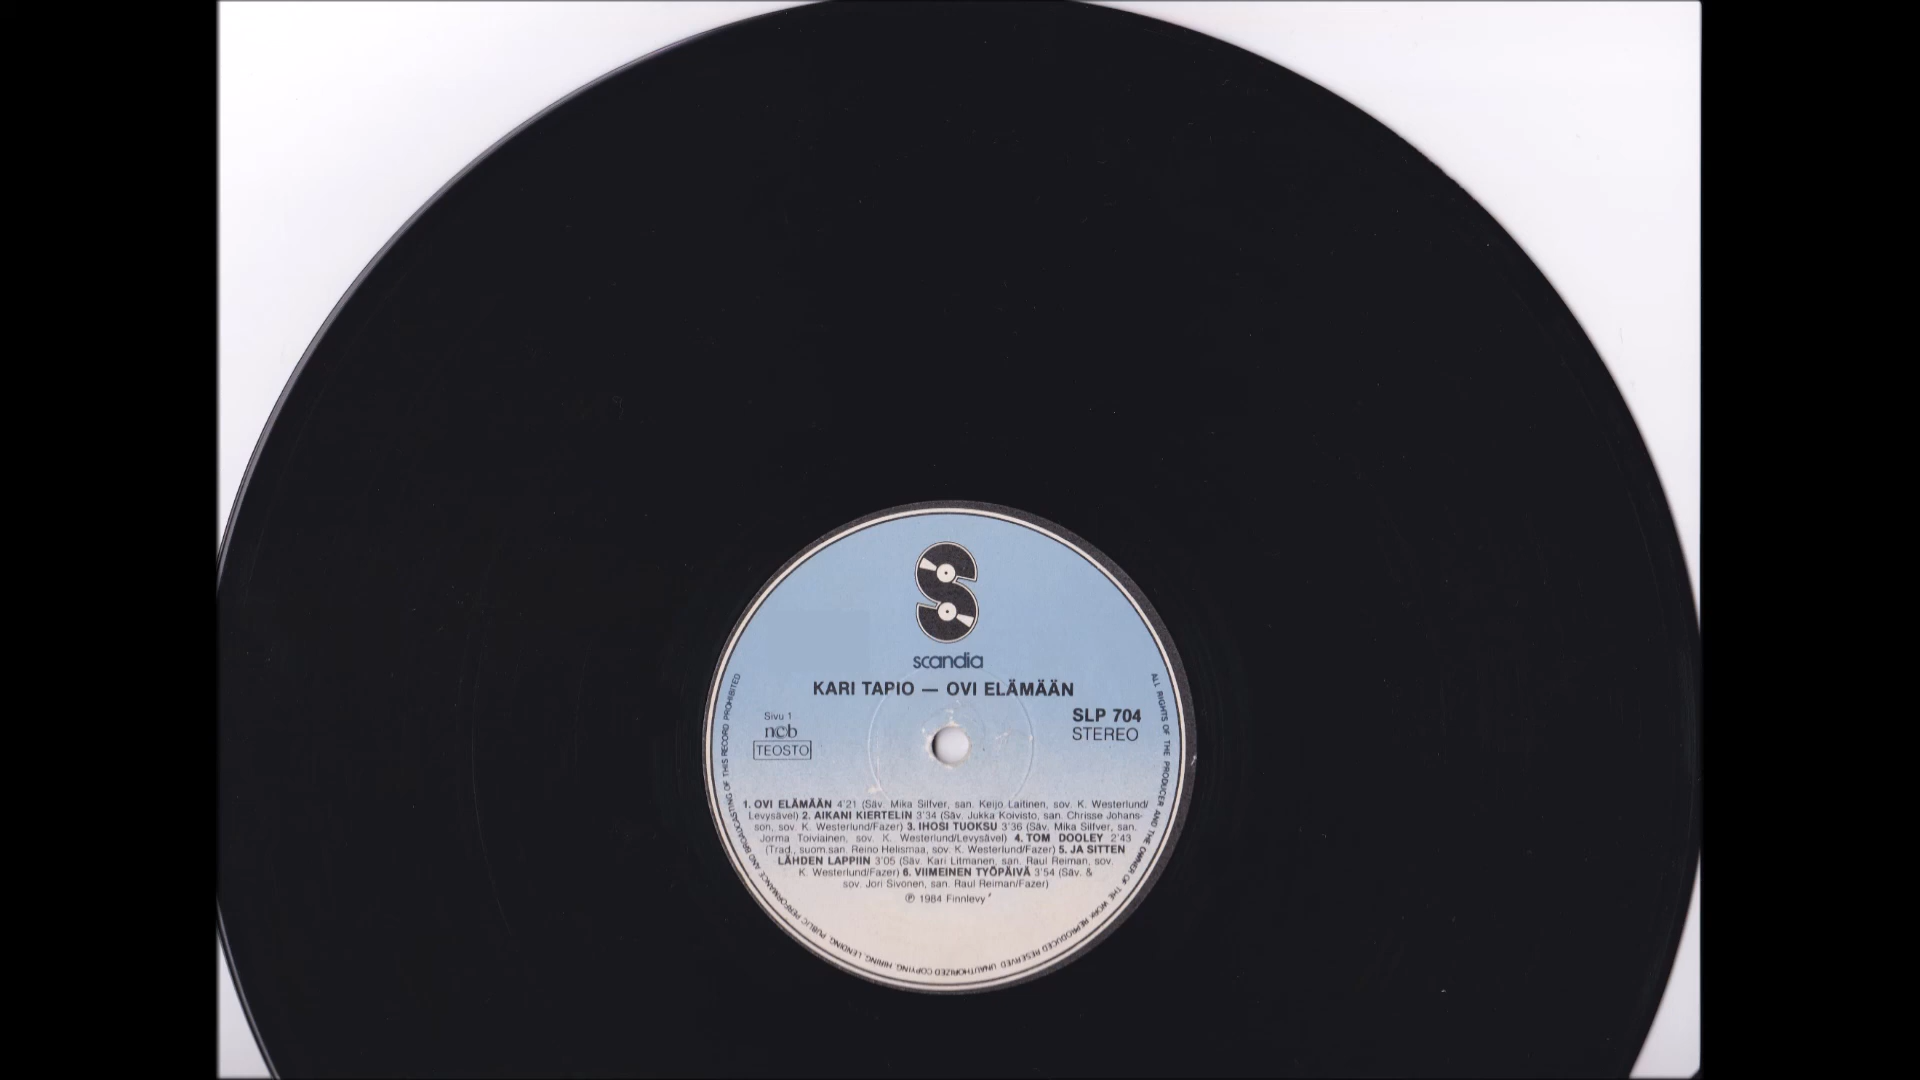 scandia
KARI TAPIO — OVI ELÄMÄÄN
Sivu 1
ncb
TEOSTO
SLP 704
STEREO
1. OVI ELÄMÄÄN 4'21 (Säv. Mika Silfver, san. Keijo Laitinen, sov. K. Westerlund/
Levysävel) 2. AIKANI KIERTELIN 3'34 (Säv. Jukka Koivisto, san. Chrisse Johans-
son, sov. K. Westerlund/Fazer) 3. IHOSI TUOKSU 3'36 (Säv. Mika Silfver, san.
Jorma Toiviainen, sov. K. Westerlund/Levysävel) 4. TOM DOOLEY 2'43
(Trad., suom.san. Reino Helismaa, sov. K. Westerlund/Fazer) 5. JA SITTEN
LÄHDEN LAPPIIN 3'05 (Säv. Kari Litmanen, san. Raul Reiman, sov.
K. Westerlund/Fazer) 6. VIIMEINEN TYÖPÄIVÄ 3'54 (Säv. &
sov. Jori Sivonen, san. Raul Reiman/Fazer)
℗ 1984 Finnlevy
ALL RIGHTS OF THE PRODUCER AND THE OWNER OF THE WORK REPRODUCED RESERVED. UNAUTHORIZED COPYING, HIRING, LENDING, PUBLIC PERFORMANCE AND BROADCASTING OF THIS RECORD PROHIBITED